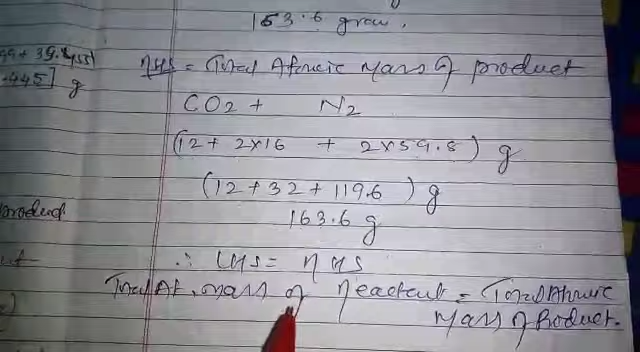 163.6 gram.
RHS = Total Atomic Mass of product
CO2 + N2
(12 + 2x16 + 2x59.8) g
(12+32+119.6) g
163.6 g
∴ LHS = RHS
Total At. mass of reactant = Total Atomic
Mass of Product.
product